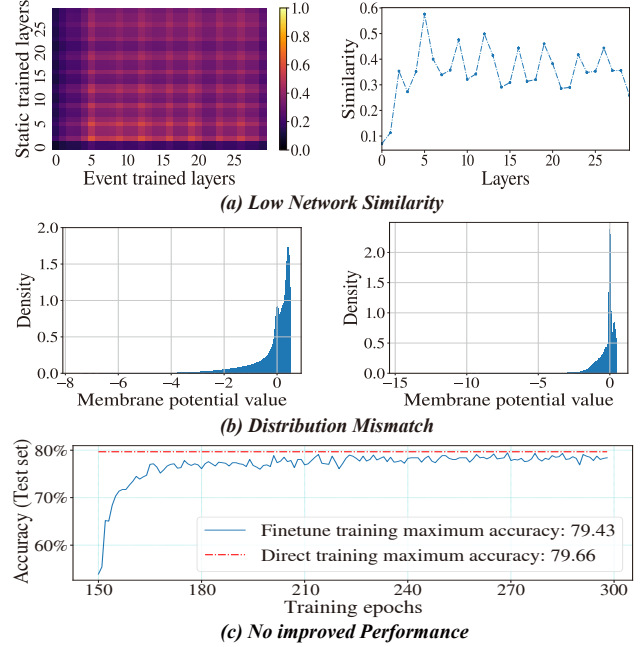 Static trained layers
25
20
15
10
5
0
0 5 10 15 20 25
Event trained layers
1.0
0.8
0.6
0.4
0.2
0.0
Similarity
0.6
0.5
0.4
0.3
0.2
0.1
0 5 10 15 20 25
Layers
(a) Low Network Similarity
Density
2.0
1.5
1.0
0.5
0.0
−8 −6 −4 −2 0
Membrane potential value
Density
2.0
1.5
1.0
0.5
0.0
−15 −10 −5 0
Membrane potential value
(b) Distribution Mismatch
Accuracy (Test set)
80%
70%
60%
Finetune training maximum accuracy: 79.43
Direct training maximum accuracy: 79.66
150 180 210 240 270 300
Training epochs
(c) No improved Performance